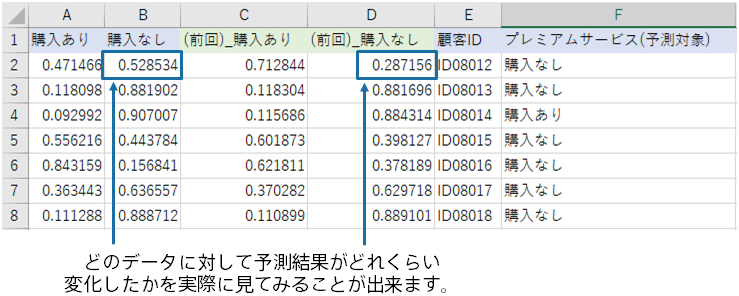 A B C D E F
1 購入あり 購入なし (前回)_購入あり (前回)_購入なし 顧客ID プレミアムサービス(予測対象)
2 0.471466 0.528534 0.712844 0.287156 ID08012 購入なし
3 0.118098 0.881902 0.118304 0.881696 ID08013 購入なし
4 0.092992 0.907007 0.115686 0.884314 ID08014 購入あり
5 0.556216 0.443784 0.601873 0.398127 ID08015 購入なし
6 0.843159 0.156841 0.621811 0.378189 ID08016 購入なし
7 0.363443 0.636557 0.370282 0.629718 ID08017 購入なし
8 0.111288 0.888712 0.110899 0.889101 ID08018 購入なし
どのデータに対して予測結果がどれくらい
変化したかを実際に見てみることが出来ます。